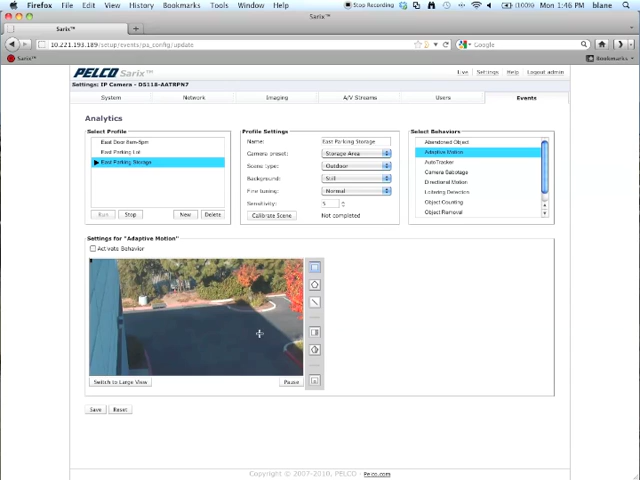 Firefox File Edit View History Bookmarks Tools Window Help Stop Recording (100%) Mon 1:46 PM blane
Sarix™
Sarix™ +
10.221.193.189/setup/events/pa_config/update Google
Sarix™ Bookmarks
PELCO Sarix™ Live Settings Help Logout admin
Settings: IP Camera - DS118-AATRPN7
System Network Imaging A/V Streams Users Events
Analytics
Select Profile Profile Settings Select Behaviors
East Door 8am-5pm Name: East Parking Storage Abandoned Object
East Parking Lot Camera preset: Storage Area Adaptive Motion
East Parking Storage Scene type: Outdoor AutoTracker
Background: Still Camera Sabotage
Fine tuning: Normal Directional Motion
Sensitivity: 5 Loitering Detection
Object Counting
Run Stop New Delete Calibrate Scene Not completed Object Removal
Settings for "Adaptive Motion"
Activate Behavior
Switch to Large View Pause
Save Reset
Copyright © 2007-2010, PELCO · Pelco.com